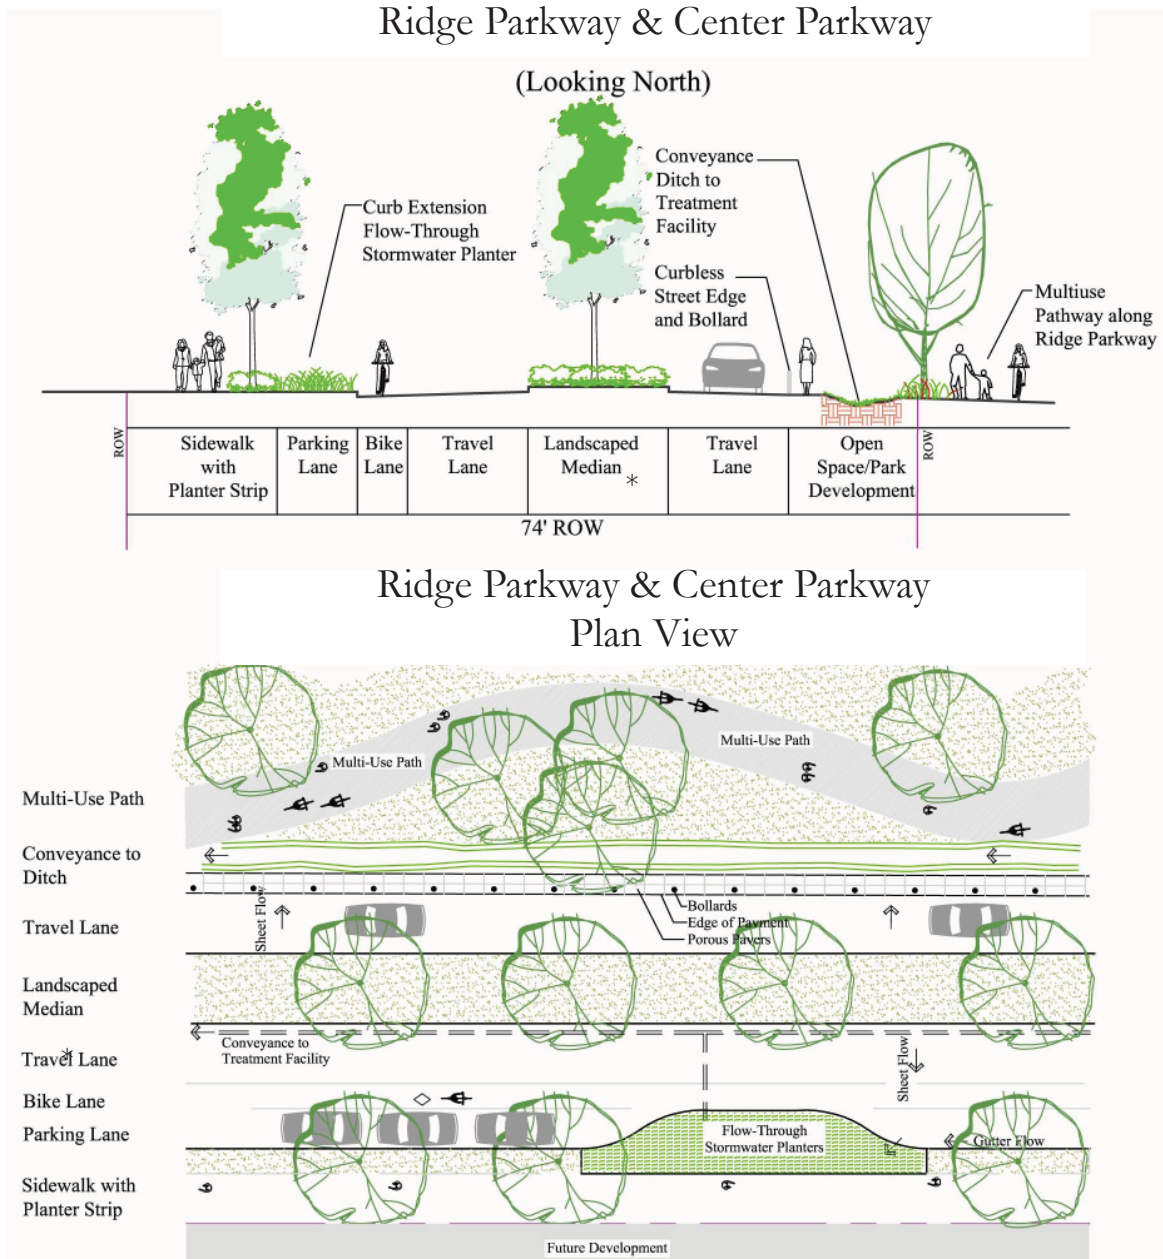 Ridge Parkway & Center Parkway
(Looking North)
Conveyance
Ditch to
Treatment
Facility
Curb Extension
Flow-Through
Stormwater Planter
Curbless
Street Edge
and Bollard
Multiuse
Pathway along
Ridge Parkway
ROW
Sidewalk
with
Planter Strip
Parking
Lane
Bike
Lane
Travel
Lane
Landscaped
Median *
Travel
Lane
Open
Space/Park
Development
ROW
74' ROW
Ridge Parkway & Center Parkway
Plan View
Multi-Use Path
Multi-Use Path
Multi-Use Path
Conveyance to
Ditch
Sheet Flow
Bollards
Edge of Payment
Porous Pavers
Travel Lane
Landscaped
Median
Conveyance to
Treatment Facility
*
Travel Lane
Sheet Flow
Bike Lane
Parking Lane
Flow-Through
Stormwater Planters
Gutter Flow
Sidewalk with
Planter Strip
Future Development